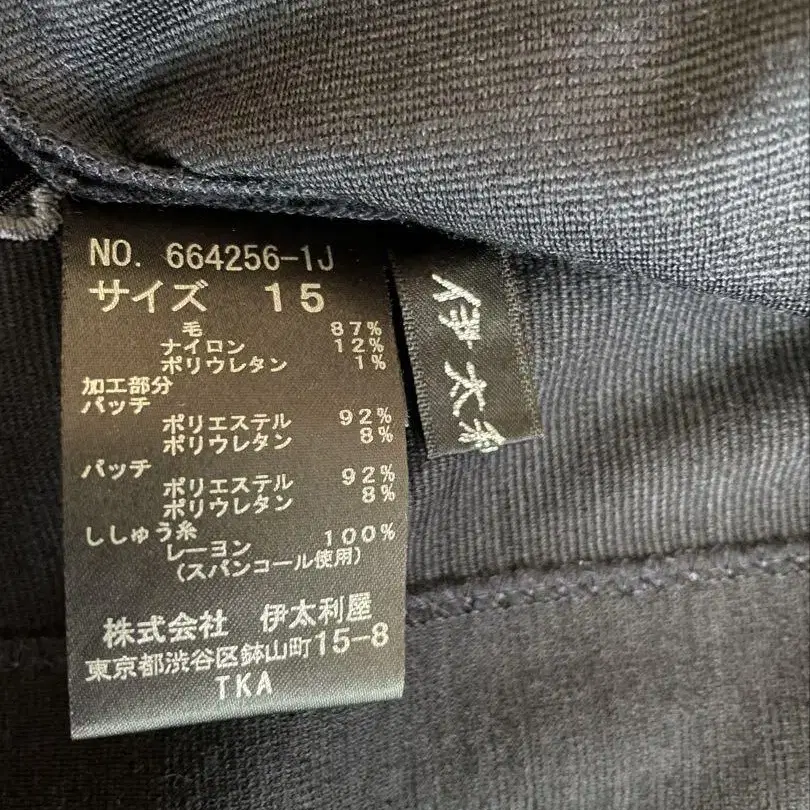 NO. 664256-1J
サイズ 15
毛 87%
ナイロン 12%
ポリウレタン 1%
加工部分
パッチ
ポリエステル 92%
ポリウレタン 8%
パッチ
ポリエステル 92%
ポリウレタン 8%
ししゅう糸
レーヨン 100%
(スパンコール使用)
株式会社 伊太利屋
東京都渋谷区鉢山町15-8
TKA
伊太利